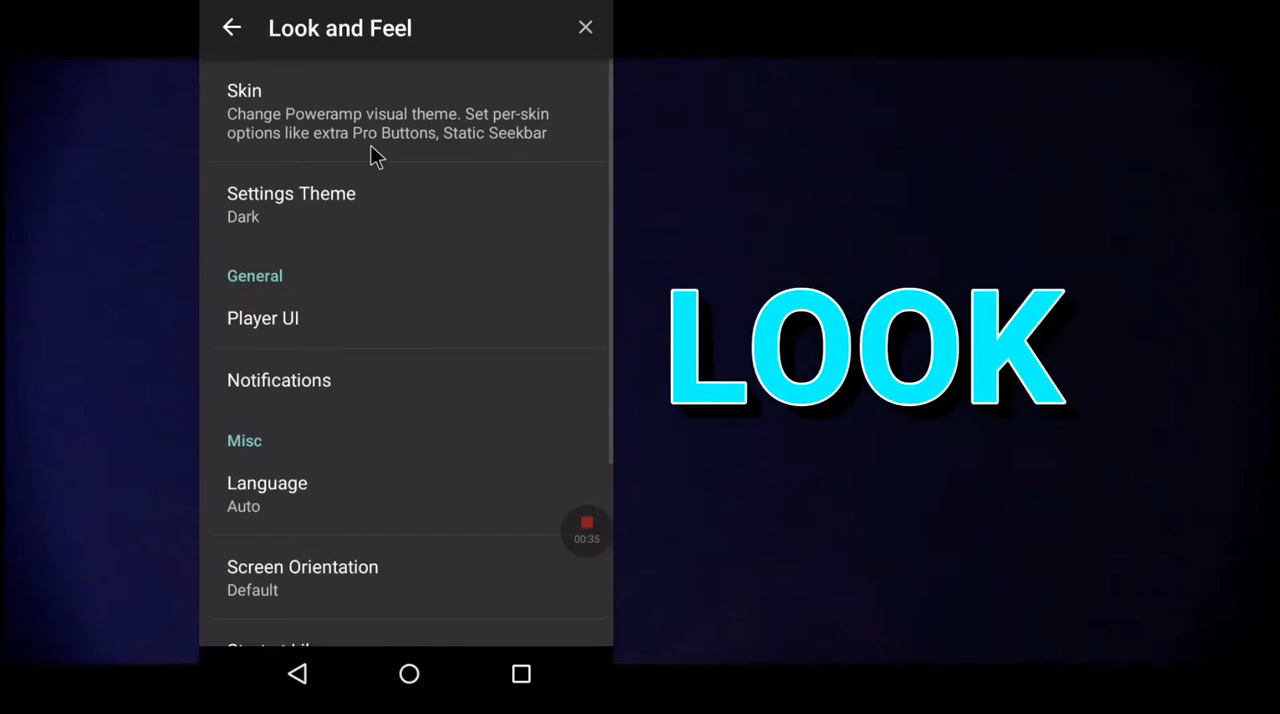 Look and Feel
Skin
Change Poweramp visual theme. Set per-skin
options like extra Pro Buttons, Static Seekbar
Settings Theme
Dark
General
Player UI
Notifications
Misc
Language
Auto
00:35
Screen Orientation
Default
LOOK